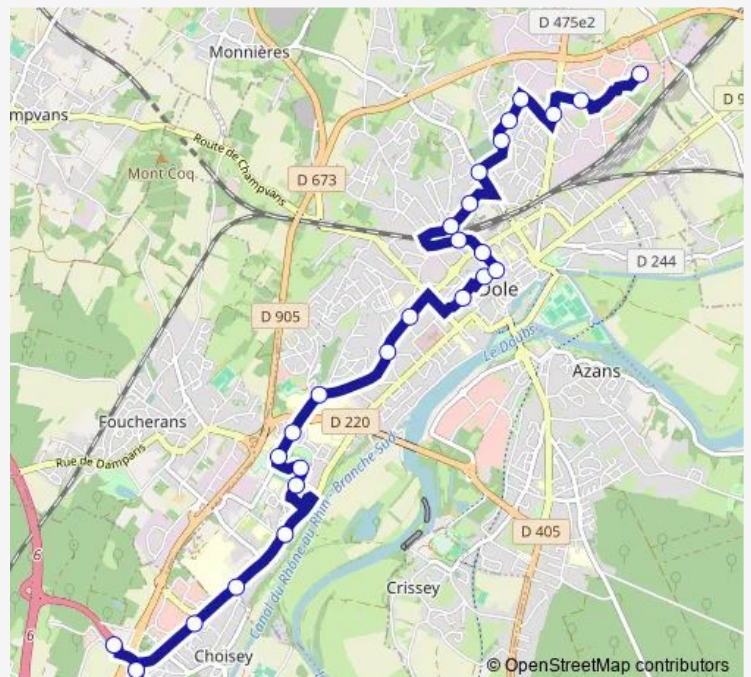 D 475e2
Monnières
mpvans
D 9
Route de Champvans
Mont Coq
D 673
D 244
Dole
D 905
Le Doubs
Azans
Foucherans
D 220
Rue de Damparis
Canal du Rhône au Rhin - Branche Sud
6
D 405
Crissey
6
Choisey
© OpenStreetMap contributors